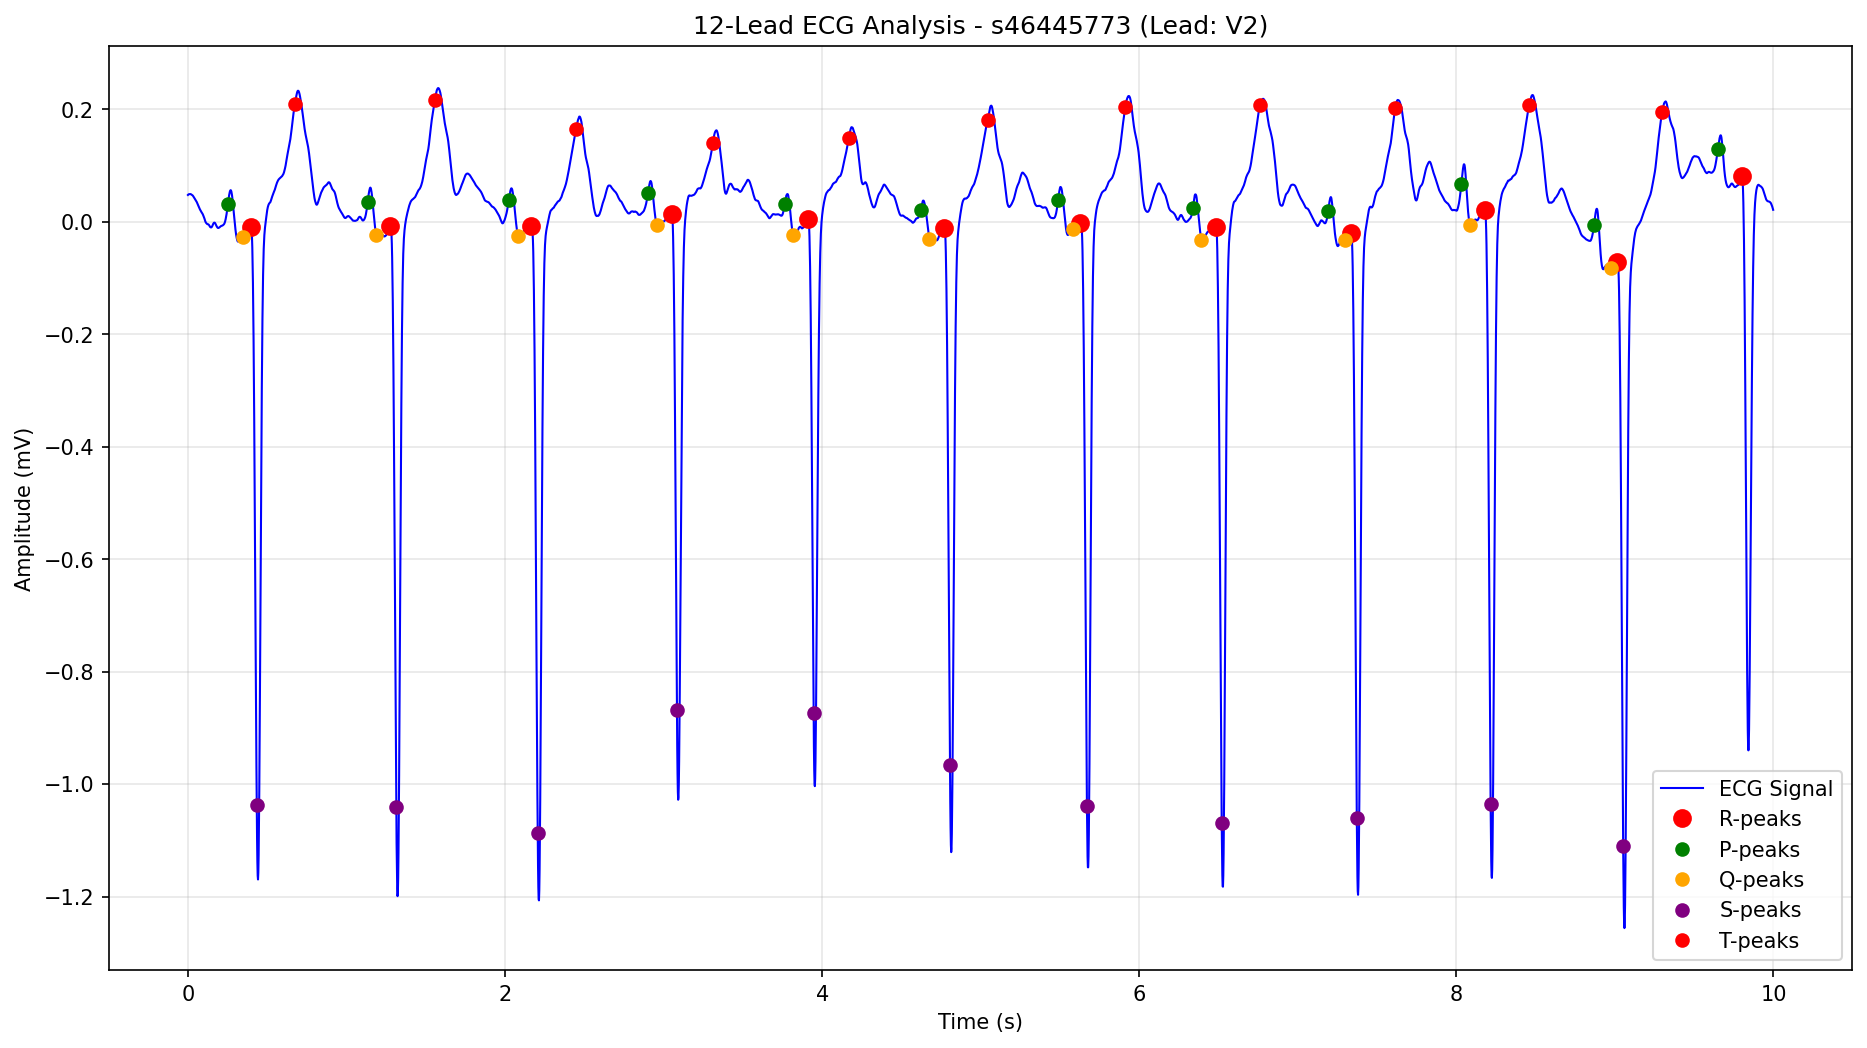 12-Lead ECG Analysis - s46445773 (Lead: V2)
Amplitude (mV)
0.2
0.0
−0.2
−0.4
−0.6
−0.8
−1.0
−1.2
ECG Signal
R-peaks
P-peaks
Q-peaks
S-peaks
T-peaks
0 2 4 6 8 10
Time (s)